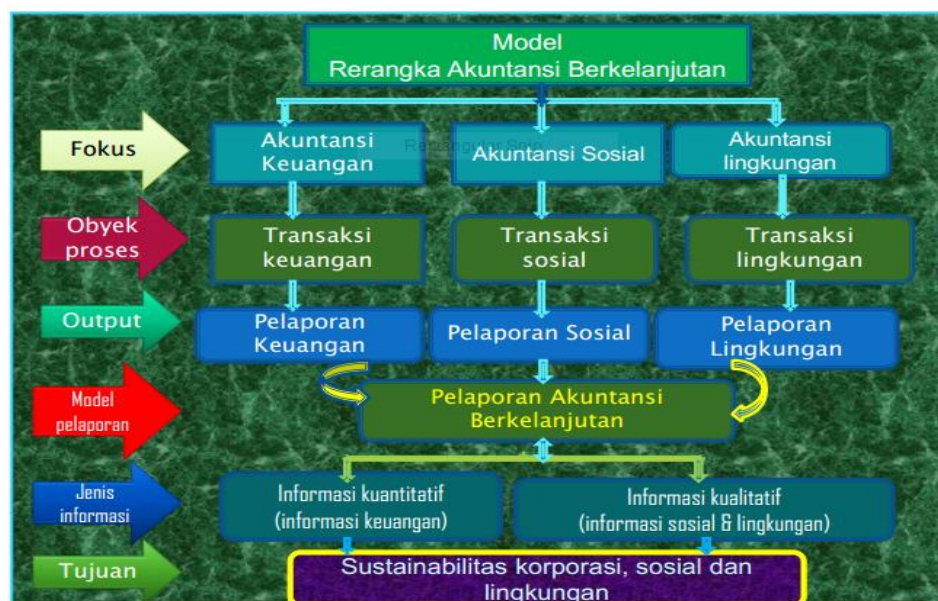 Model
Rerangka Akuntansi Berkelanjutan
Fokus
Akuntansi
Keuangan
Akuntansi Sosial
Akuntansi
lingkungan
Obyek
proses
Transaksi
keuangan
Transaksi
sosial
Transaksi
lingkungan
Output
Pelaporan
Keuangan
Pelaporan Sosial
Pelaporan
Lingkungan
Model
pelaporan
Pelaporan Akuntansi
Berkelanjutan
Jenis
informasi
Informasi kuantitatif
(informasi keuangan)
Informasi kualitatif
(informasi sosial & lingkungan)
Tujuan
Sustainabilitas korporasi, sosial dan
lingkungan